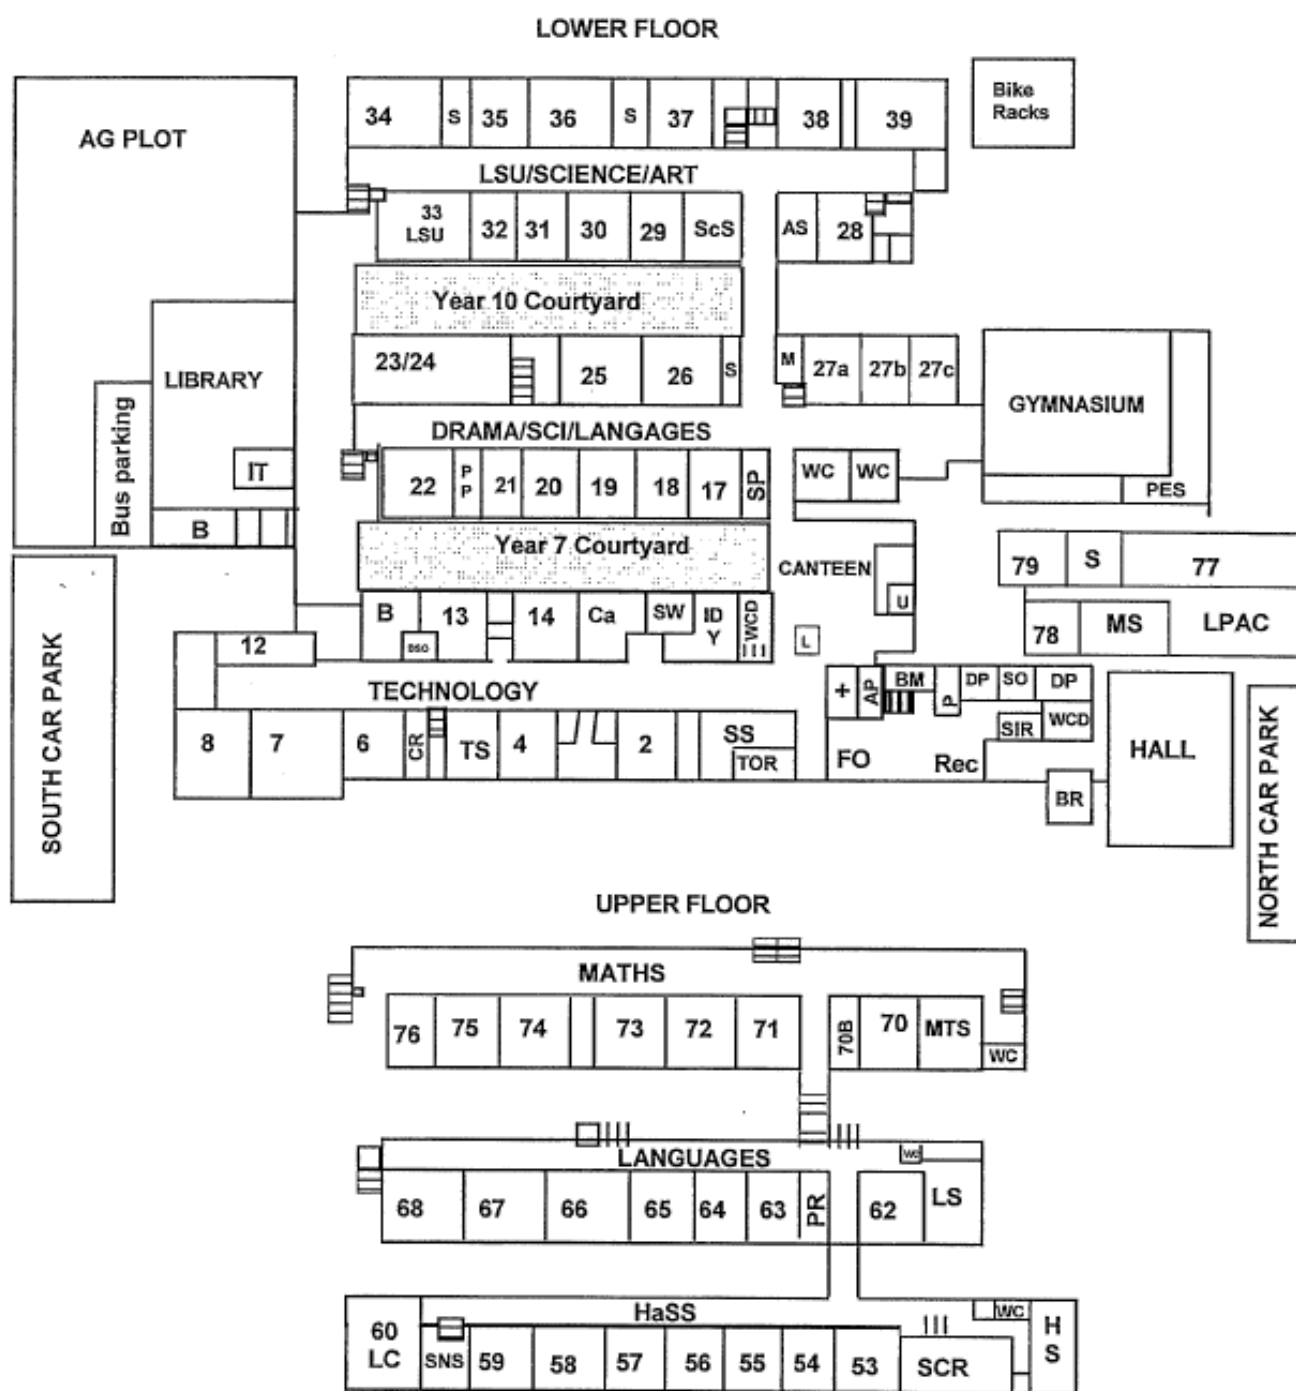 LOWER FLOOR
Bike
Racks
AG PLOT
34
S
35
36
S
37
38
39
LSU/SCIENCE/ART
33
LSU
32
31
30
29
ScS
AS
28
Year 10 Courtyard
23/24
25
26
S
M
27a
27b
27c
LIBRARY
GYMNASIUM
Bus parking
DRAMA/SCI/LANGAGES
IT
22
P
P
21
20
19
18
17
SP
WC
WC
PES
B
Year 7 Courtyard
CANTEEN
79
S
77
U
B
13
14
Ca
SW
ID
Y
WCD
L
78
MS
LPAC
DSO
12
SOUTH CAR PARK
TECHNOLOGY
+
AP
BM
P
DP
SO
DP
SIR
WCD
8
7
6
CR
TS
4
2
SS
TOR
FO
Rec
HALL
BR
NORTH CAR PARK
UPPER FLOOR
MATHS
76
75
74
73
72
71
70B
70
MTS
WC
LANGUAGES
WC
68
67
66
65
64
63
PR
62
LS
HaSS
WC
60
LC
SNS
59
58
57
56
55
54
53
SCR
H
S